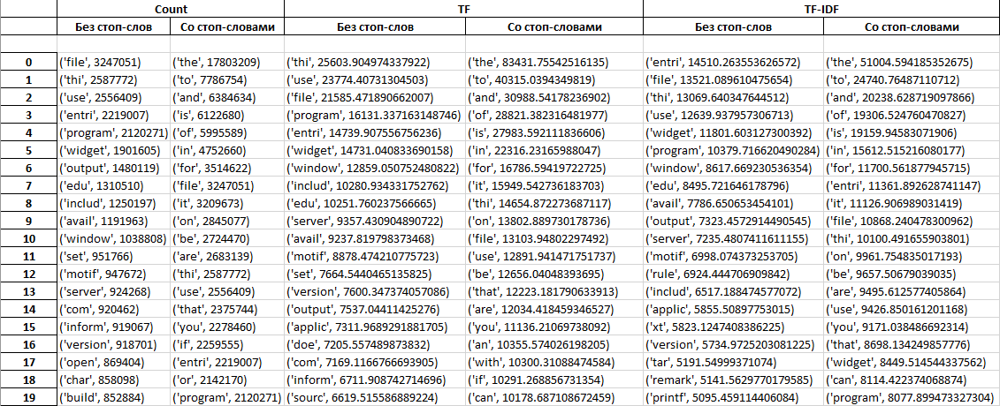 Count TF TF-IDF
Без стоп-слов Со стоп-словами Без стоп-слов Со стоп-словами Без стоп-слов Со стоп-словами
0 ('file', 3247051) ('the', 17803209) ('thi', 25603.904974337922) ('the', 83431.75542516135) ('entri', 14510.263553626572) ('the', 51004.594185352675)
1 ('thi', 2587772) ('to', 7786754) ('use', 23774.40731304503) ('to', 40315.0394349819) ('file', 13521.089610475654) ('to', 24740.76487110712)
2 ('use', 2556409) ('and', 6384634) ('file', 21585.471890662007) ('and', 30988.54178236902) ('thi', 13069.640347644512) ('and', 20238.628719097866)
3 ('entri', 2219007) ('is', 6122680) ('program', 16131.337163148746) ('of', 28821.382316481977) ('use', 12639.937957306713) ('of', 19306.524760470827)
4 ('program', 2120271) ('of', 5995589) ('entri', 14739.907556756236) ('is', 27983.592111836606) ('widget', 11801.603127300392) ('is', 19159.94583071906)
5 ('widget', 1901605) ('in', 4752660) ('widget', 14731.040833690158) ('in', 22316.23165988047) ('program', 10379.716620490284) ('in', 15612.515216080177)
6 ('output', 1480119) ('for', 3514622) ('window', 12859.050752480822) ('for', 16786.59419722725) ('window', 8617.669230536354) ('for', 11700.561877945715)
7 ('edu', 1310510) ('file', 3247051) ('includ', 10280.934331752762) ('it', 15949.542736183703) ('edu', 8495.721646178796) ('entri', 11361.892628741147)
8 ('includ', 1250197) ('it', 3209673) ('edu', 10251.760237566665) ('thi', 14654.872273687117) ('avail', 7786.650653454101) ('it', 11126.906989031419)
9 ('avail', 1191963) ('on', 2845077) ('server', 9357.430904890722) ('on', 13802.889730178736) ('output', 7323.4572914490545) ('file', 10868.240478300962)
10 ('window', 1038808) ('be', 2724470) ('avail', 9237.819798373468) ('file', 13103.94802297492) ('server', 7235.4807411611155) ('thi', 10100.491655903801)
11 ('set', 951766) ('are', 2683139) ('motif', 8878.474210775723) ('use', 12891.941471751737) ('motif', 6998.074373253705) ('on', 9961.754835017193)
12 ('motif', 947672) ('thi', 2587772) ('set', 7664.5440465135825) ('be', 12656.04048393695) ('rule', 6924.444706909842) ('be', 9657.50679039035)
13 ('server', 924268) ('use', 2556409) ('version', 7600.347374057086) ('that', 12223.181790633913) ('includ', 6517.188474577072) ('are', 9495.612577405864)
14 ('com', 920462) ('that', 2375744) ('output', 7537.04411425276) ('are', 12034.418459346527) ('applic', 5855.50897753015) ('use', 9426.850161201168)
15 ('inform', 919067) ('you', 2278460) ('applic', 7311.9689291881705) ('you', 11136.21069738092) ('xt', 5823.1247408386225) ('you', 9171.038486692314)
16 ('version', 918701) ('if', 2259555) ('doe', 7205.557489873832) ('an', 10355.574026198205) ('version', 5734.9725203081225) ('that', 8698.134249857776)
17 ('open', 869404) ('entri', 2219007) ('com', 7169.1166766693905) ('with', 10300.31088474584) ('tar', 5191.54999371074) ('widget', 8449.514544337562)
18 ('char', 858098) ('or', 2142170) ('inform', 6711.908742714696) ('if', 10291.268856731354) ('remark', 5141.5629770179585) ('can', 8114.422374068874)
19 ('build', 852884) ('program', 2120271) ('sourc', 6619.515586889224) ('can', 10178.687108672459) ('printf', 5095.459114406084) ('program', 8077.899473327304)